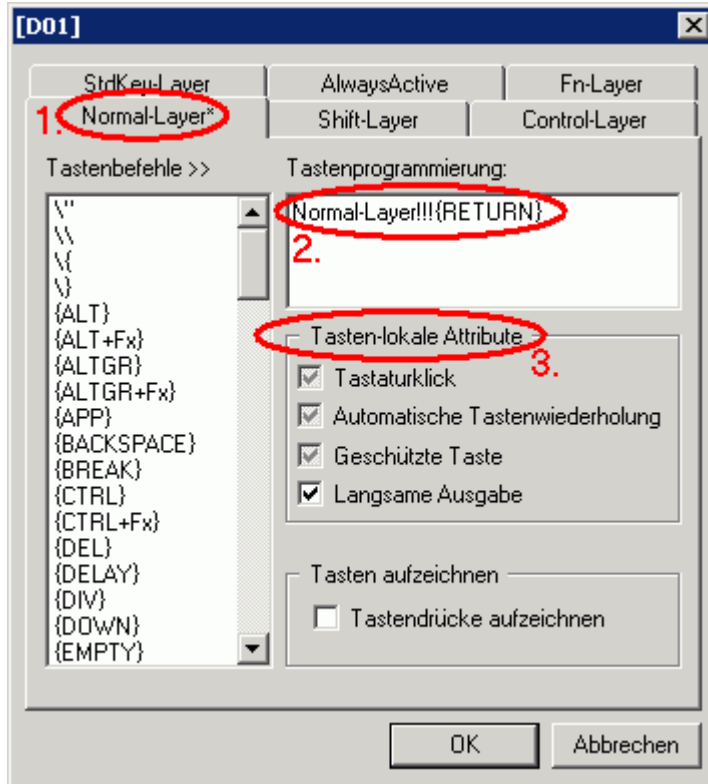 [D01]
StdKey-Layer AlwaysActive Fn-Layer
1. Normal-Layer* Shift-Layer Control-Layer
Tastenbefehle >>
\"
\\
\{
\}
{ALT}
{ALT+Fx}
{ALTGR}
{ALTGR+Fx}
{APP}
{BACKSPACE}
{BREAK}
{CTRL}
{CTRL+Fx}
{DEL}
{DELAY}
{DIV}
{DOWN}
{EMPTY}
Tastenprogrammierung:
Normal-Layer!!!{RETURN}
2.
Tasten-lokale Attribute
3.
Tastaturklick
Automatische Tastenwiederholung
Geschützte Taste
Langsame Ausgabe
Tasten aufzeichnen
Tastendrücke aufzeichnen
OK Abbrechen